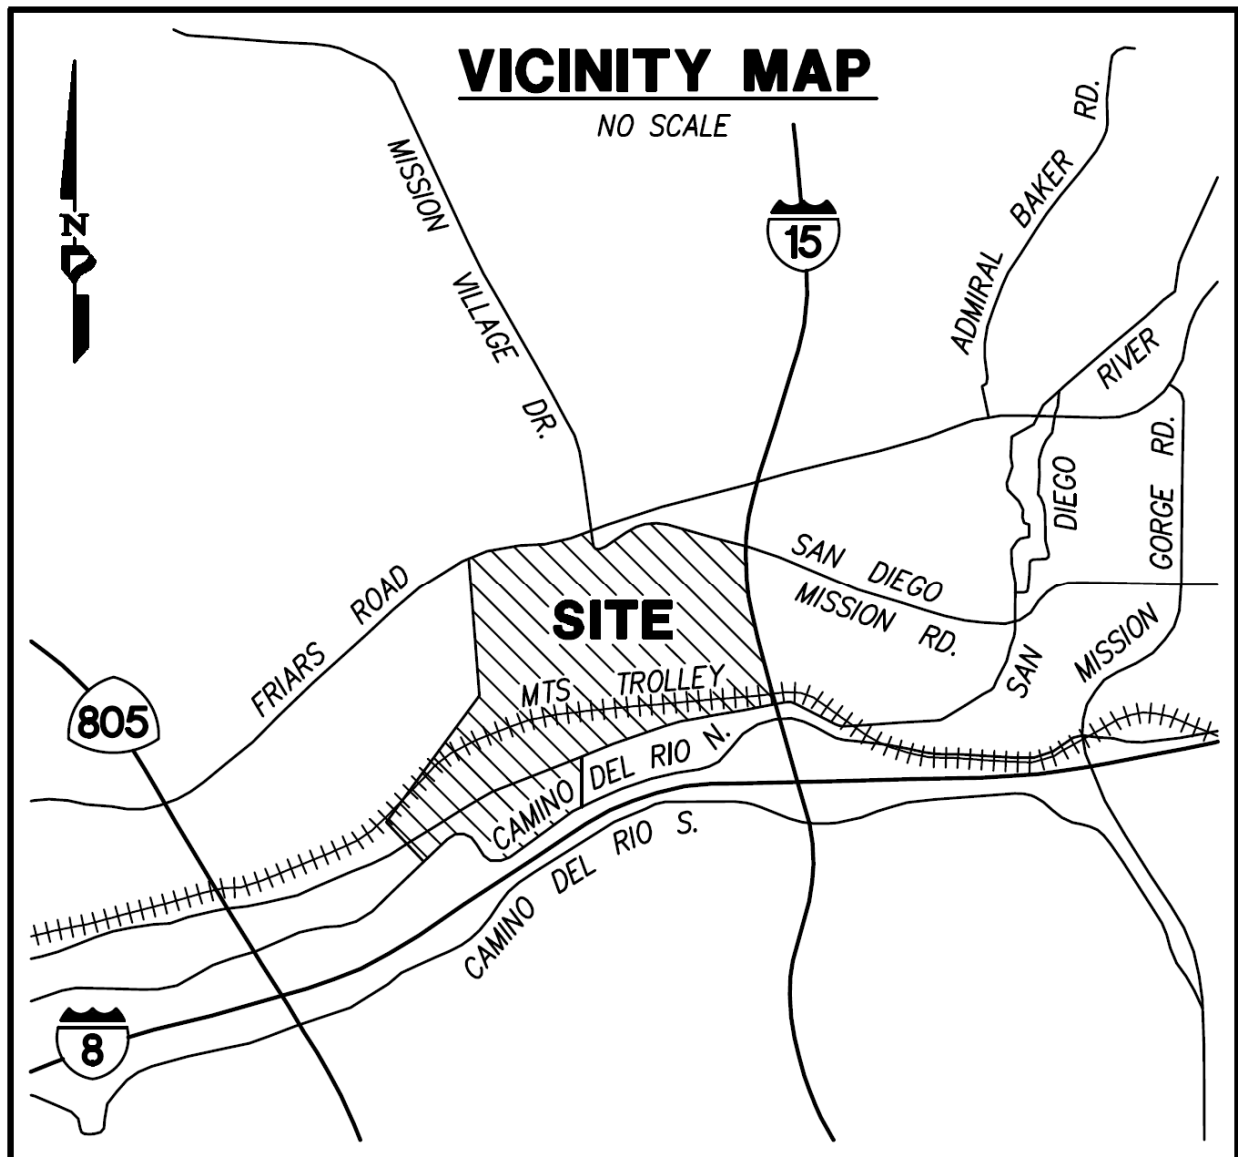 VICINITY MAP
NO SCALE
N
MISSION VILLAGE DR.
15
ADMIRAL BAKER RD.
SAN DIEGO RIVER
MISSION GORGE RD.
SAN DIEGO
MISSION RD.
FRIARS ROAD
SITE
MTS TROLLEY
805
CAMINO DEL RIO N.
CAMINO DEL RIO S.
8